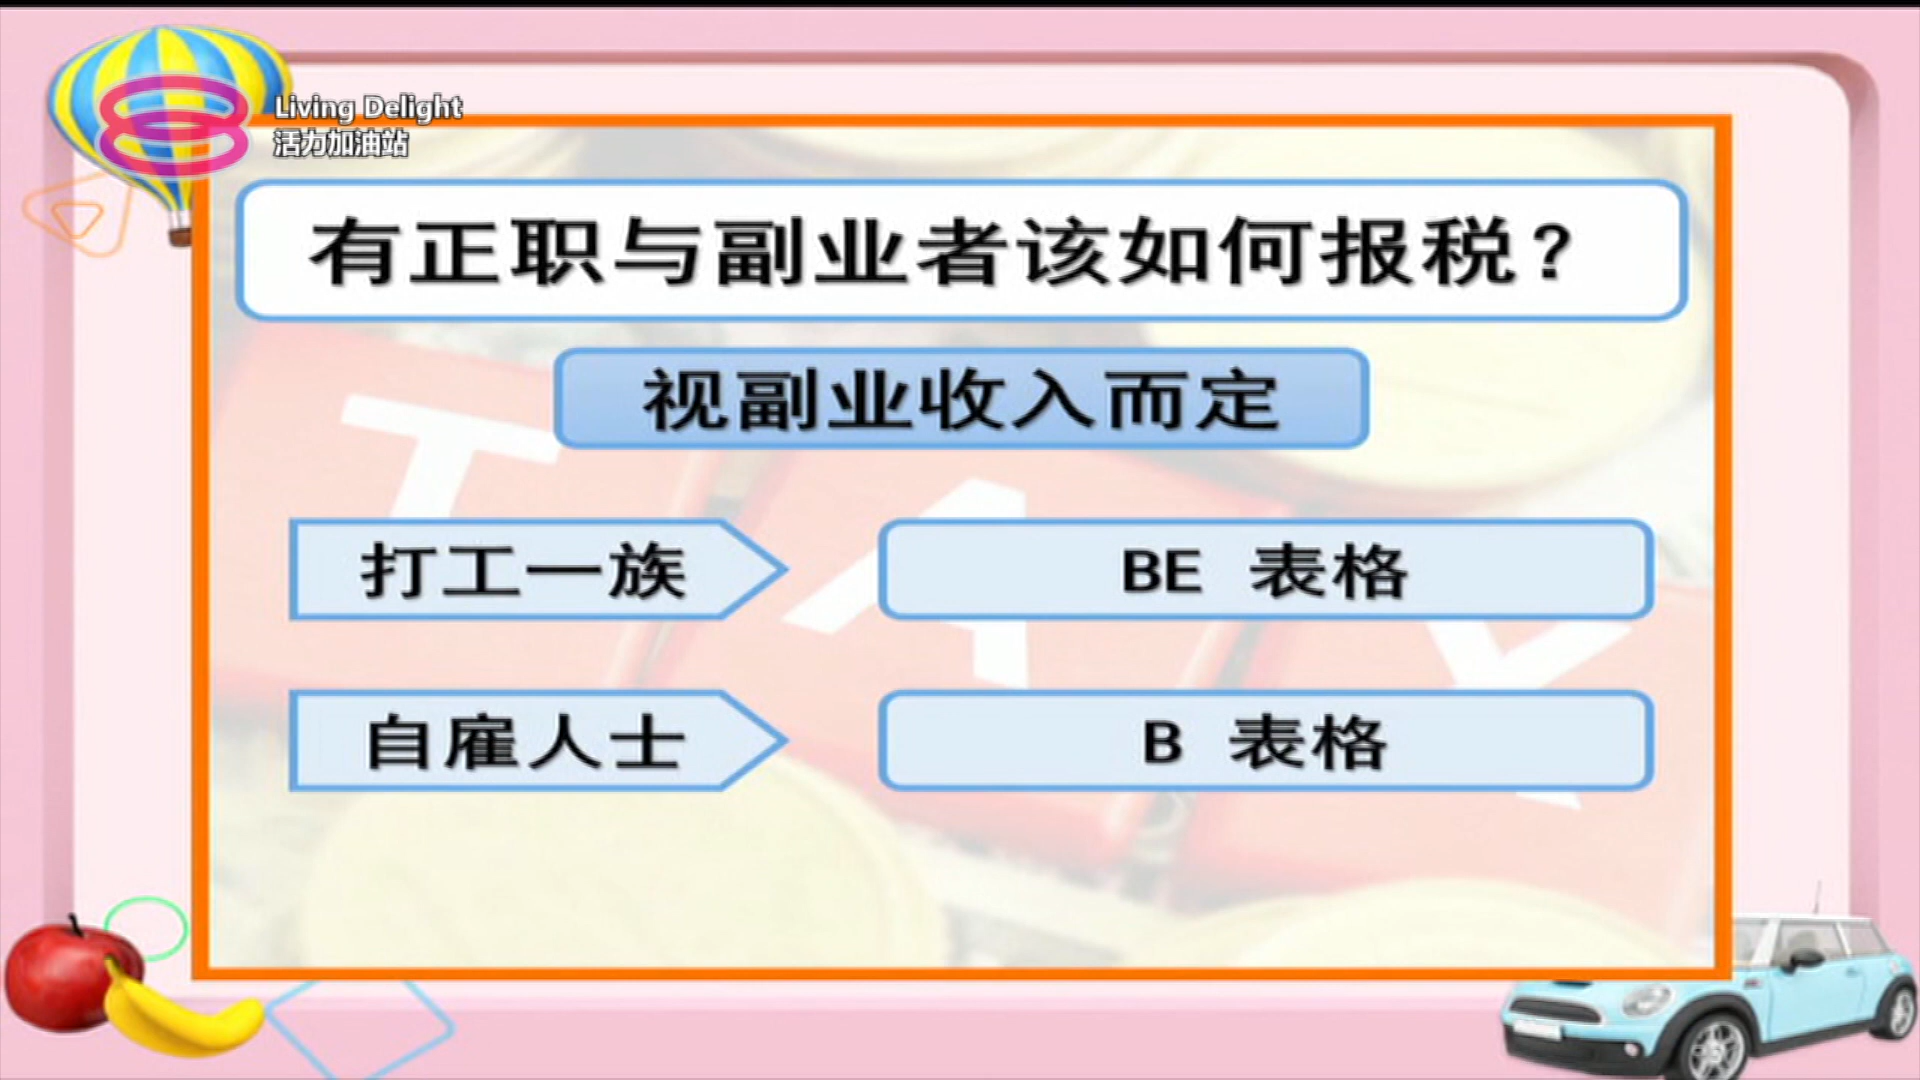 Living Delight
活力加油站
有正职与副业者该如何报税？
视副业收入而定
打工一族
BE 表格
自雇人士
B 表格